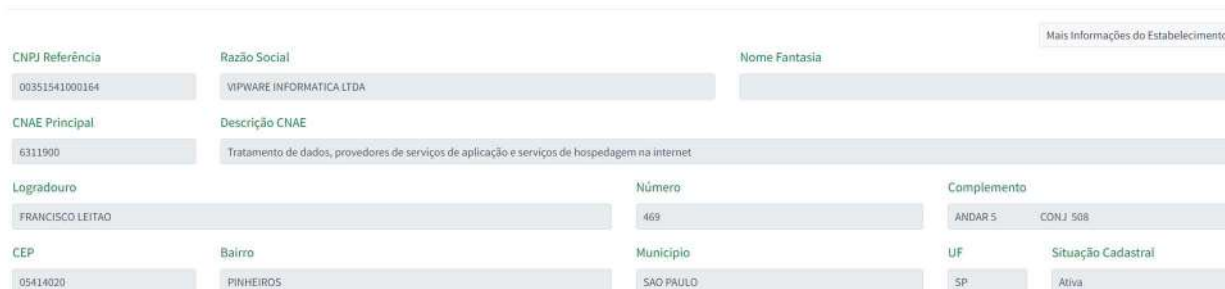 Mais Informações do Estabelecimento
CNPJ Referência Razão Social Nome Fantasia
00351541000164 VIPWARE INFORMATICA LTDA
CNAE Principal Descrição CNAE
6311900 Tratamento de dados, provedores de serviços de aplicação e serviços de hospedagem na internet
Logradouro Número Complemento
FRANCISCO LEITAO 469 ANDAR 5 CONJ 508
CEP Bairro Municipio UF Situação Cadastral
05414020 PINHEIROS SAO PAULO SP Ativa